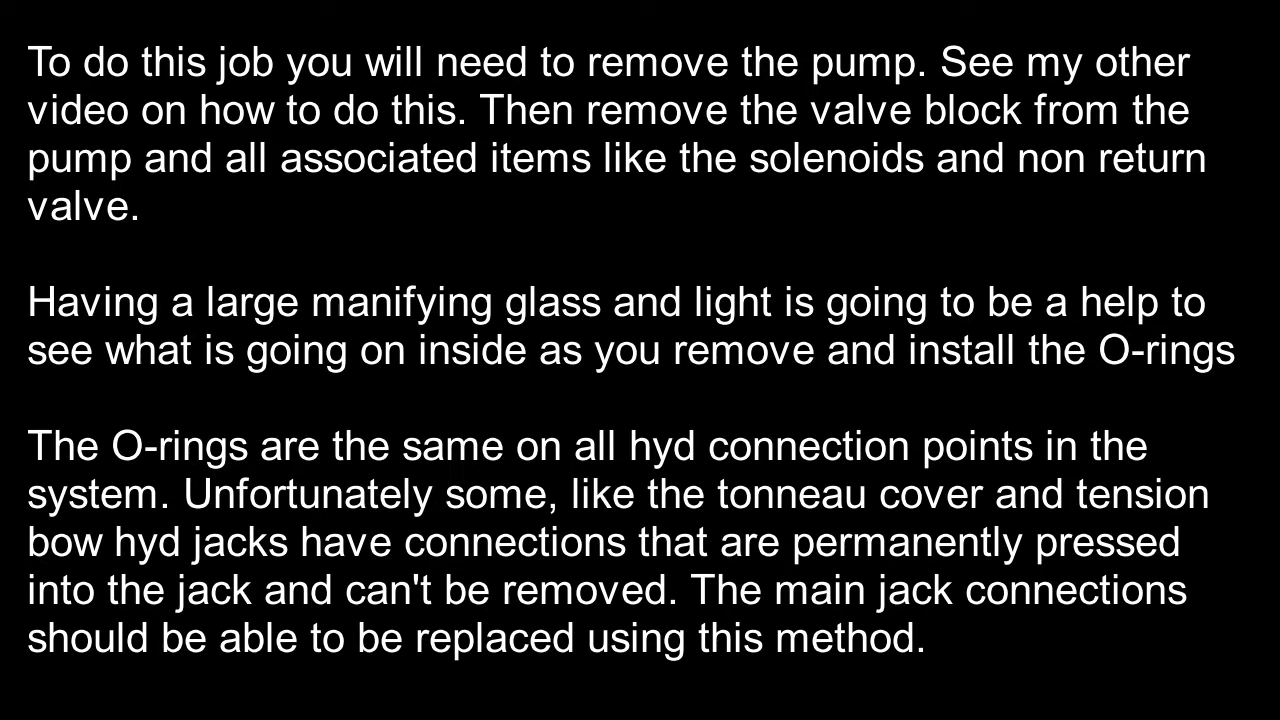 To do this job you will need to remove the pump. See my other
video on how to do this. Then remove the valve block from the
pump and all associated items like the solenoids and non return
valve.
Having a large manifying glass and light is going to be a help to
see what is going on inside as you remove and install the O-rings
The O-rings are the same on all hyd connection points in the
system. Unfortunately some, like the tonneau cover and tension
bow hyd jacks have connections that are permanently pressed
into the jack and can't be removed. The main jack connections
should be able to be replaced using this method.